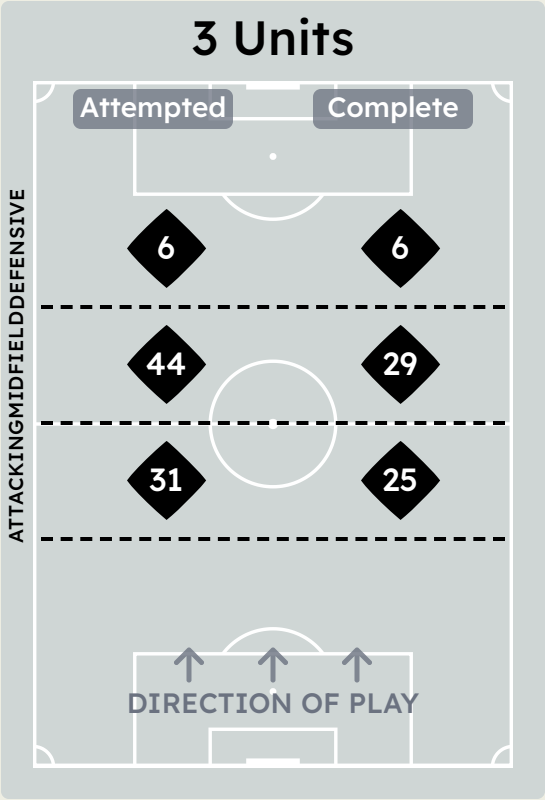 3 Units
Attempted Complete
6 6
44 29
31 25
ATTACKINGMIDFIELDDEFENSIVE
DIRECTION OF PLAY